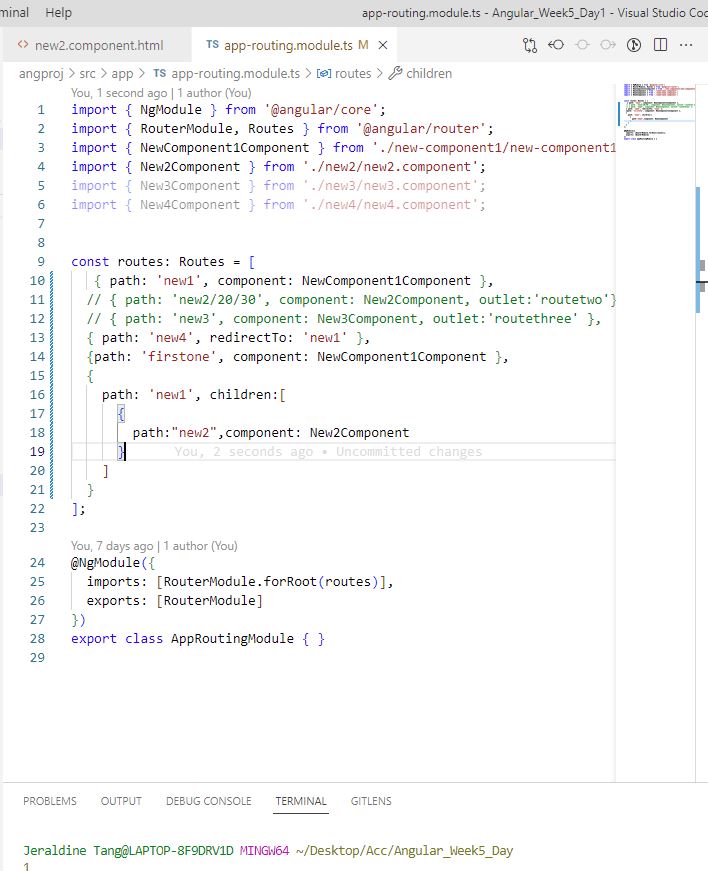 minal Help app-routing.module.ts - Angular_Week5_Day1 - Visual Studio Cod
<> new2.component.html TS app-routing.module.ts M ×
angproj > src > app > TS app-routing.module.ts > routes > children
You, 1 second ago | 1 author (You)
1 import { NgModule } from '@angular/core';
2 import { RouterModule, Routes } from '@angular/router';
3 import { NewComponent1Component } from './new-component1/new-component1
4 import { New2Component } from './new2/new2.component';
5 import { New3Component } from './new3/new3.component';
6 import { New4Component } from './new4/new4.component';
7
8
9 const routes: Routes = [
10 { path: 'new1', component: NewComponent1Component },
11 // { path: 'new2/20/30', component: New2Component, outlet:'routetwo'}
12 // { path: 'new3', component: New3Component, outlet:'routethree' },
13 { path: 'new4', redirectTo: 'new1' },
14 {path: 'firstone', component: NewComponent1Component },
15 {
16 path: 'new1', children:[
17 {
18 path:"new2",component: New2Component
19 } You, 2 seconds ago • Uncommitted changes
20 ]
21 }
22 ];
23
You, 7 days ago | 1 author (You)
24 @NgModule({
25 imports: [RouterModule.forRoot(routes)],
26 exports: [RouterModule]
27 })
28 export class AppRoutingModule { }
29
PROBLEMS OUTPUT DEBUG CONSOLE TERMINAL GITLENS
Jeraldine Tang@LAPTOP-8F9DRV1D MINGW64 ~/Desktop/Acc/Angular_Week5_Day
1